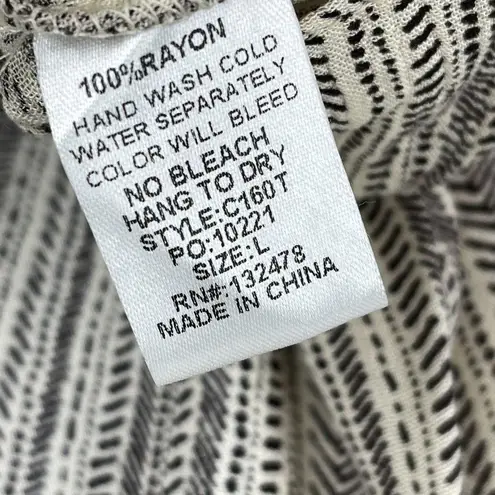 100%RAYON
HAND WASH COLD
WATER SEPARATELY
COLOR WILL BLEED
NO BLEACH
HANG TO DRY
STYLE:C160T
PO:10221
SIZE:L
RN#:132478
MADE IN CHINA